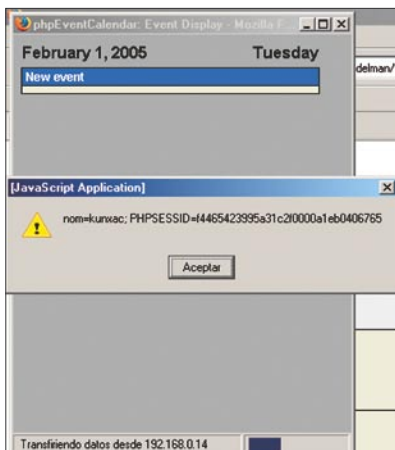 phpEventCalendar: Event Display - Mozilla F...
February 1, 2005 Tuesday
New event
delman/
[JavaScript Application]
nom=kunxac; PHPSESSID=f4465423995a31c2f0000a1eb0406765
Aceptar
Transfiriendo datos desde 192.168.0.14